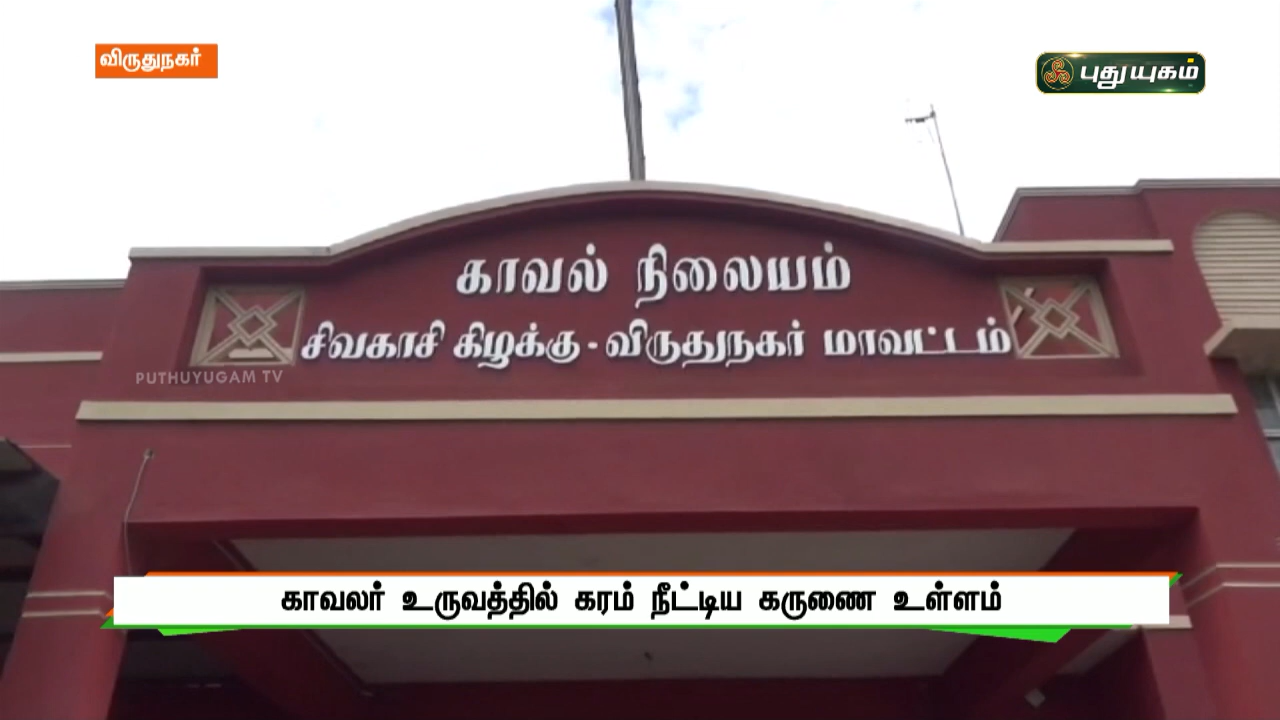 விருதுநகர்
புதுயுகம்
காவல் நிலையம்
சிவகாசி கிழக்கு - விருதுநகர் மாவட்டம்
PUTHUYUGAM TV
காவலர் உருவத்தில் கரம் நீட்டிய கருணை உள்ளம்